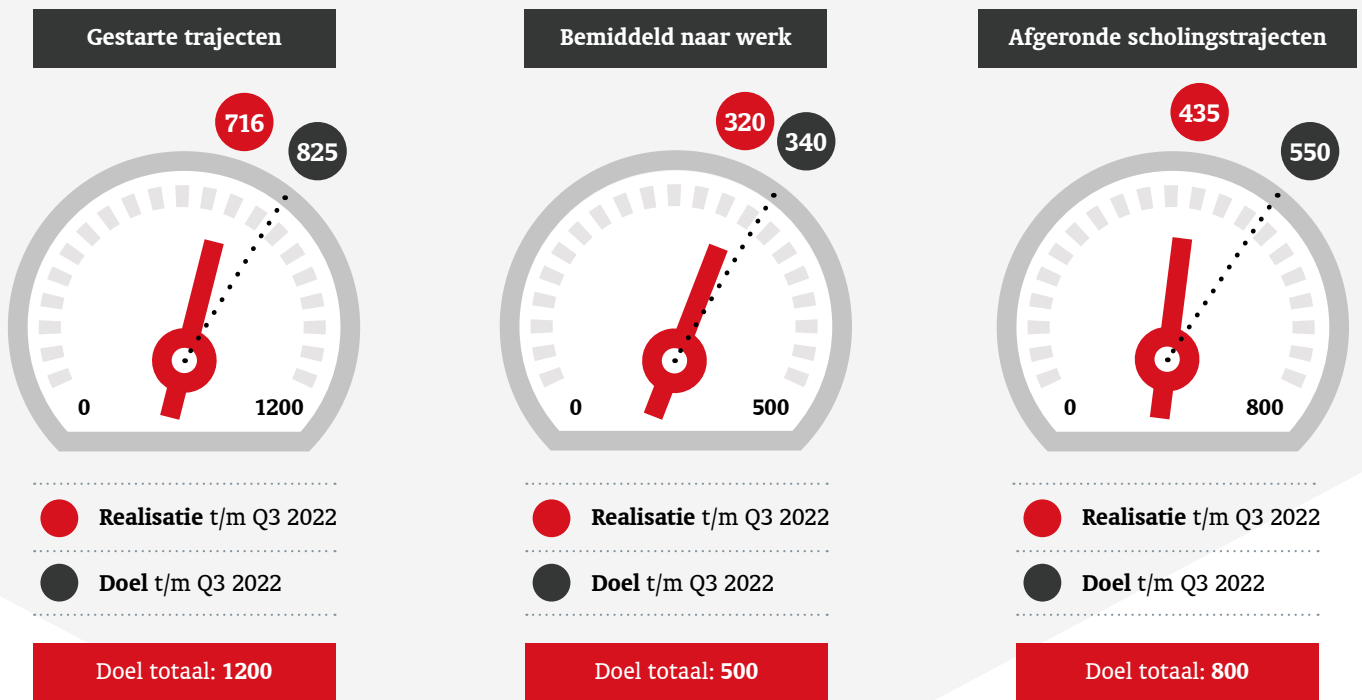 Gestarte trajecten
716
825
0
1200
Realisatie t/m Q3 2022
Doel t/m Q3 2022
Doel totaal: 1200
Bemiddeld naar werk
320
340
0
500
Realisatie t/m Q3 2022
Doel t/m Q3 2022
Doel totaal: 500
Afgeronde scholingstrajecten
435
550
0
800
Realisatie t/m Q3 2022
Doel t/m Q3 2022
Doel totaal: 800